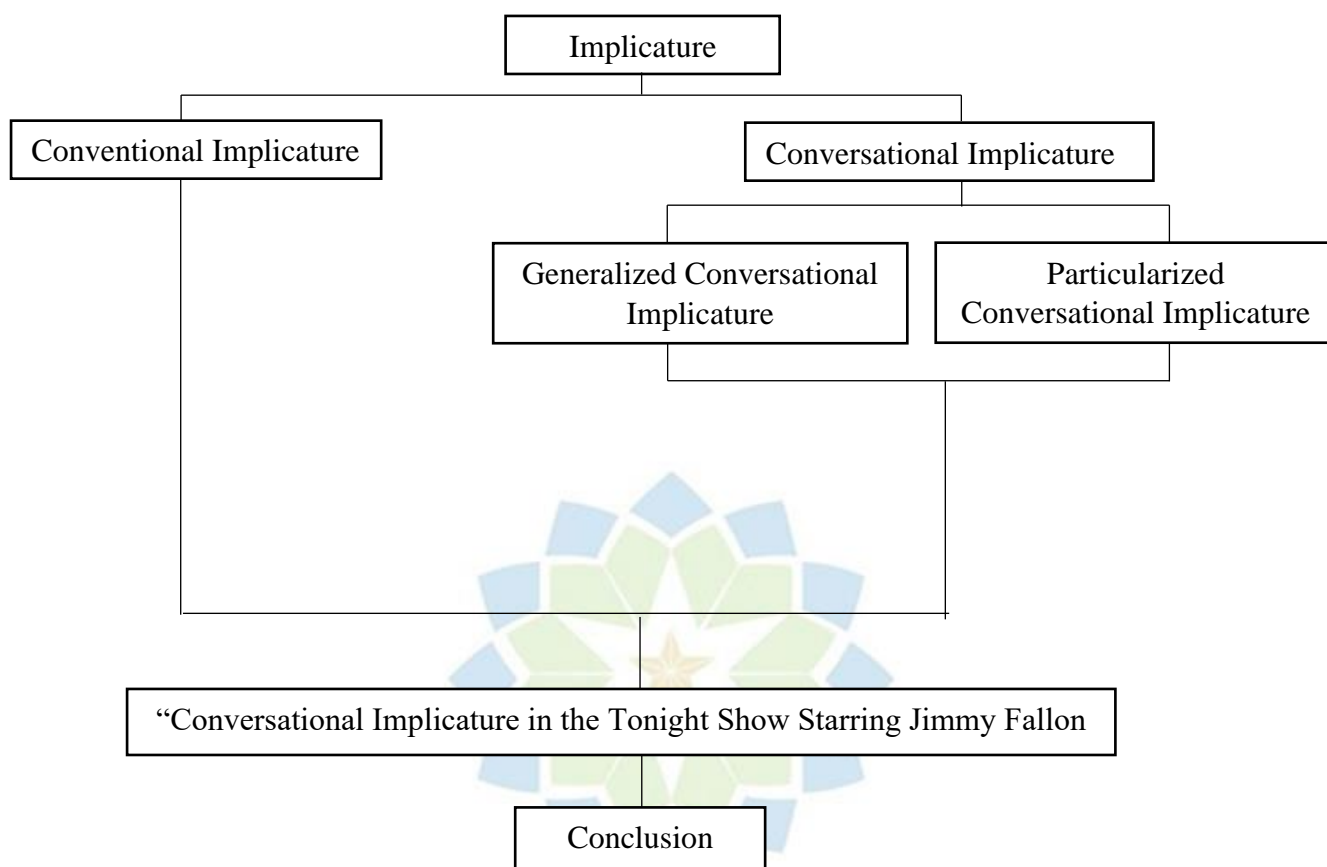 Implicature
Conventional Implicature
Conversational Implicature
Generalized Conversational
Implicature
Particularized
Conversational Implicature
“Conversational Implicature in the Tonight Show Starring Jimmy Fallon
Conclusion